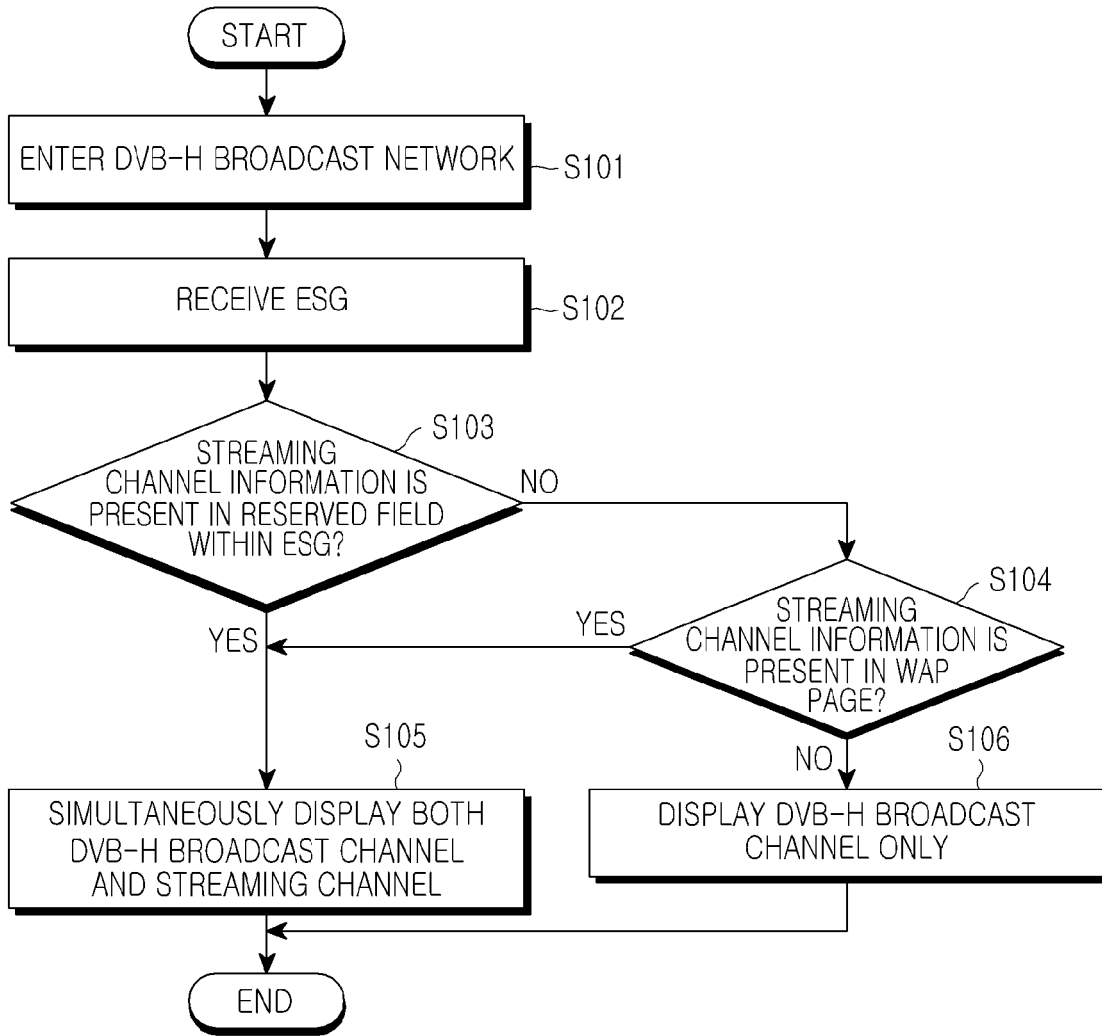 START
ENTER DVB-H BROADCAST NETWORK
S101
RECEIVE ESG
S102
S103
STREAMING
CHANNEL INFORMATION IS
PRESENT IN RESERVED FIELD
WITHIN ESG?
NO
YES
S104
STREAMING
CHANNEL INFORMATION IS
PRESENT IN WAP
PAGE?
YES
NO
S105
SIMULTANEOUSLY DISPLAY BOTH
DVB-H BROADCAST CHANNEL
AND STREAMING CHANNEL
S106
DISPLAY DVB-H BROADCAST
CHANNEL ONLY
END